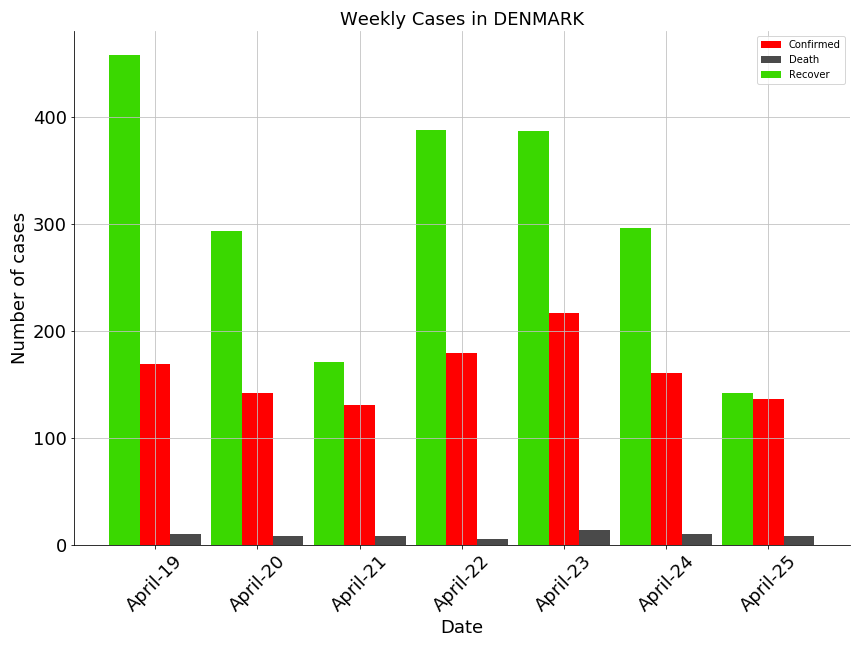 Weekly Cases in DENMARK
Confirmed
Death
Recover
Number of cases
400
300
200
100
0
April-19
April-20
April-21
April-22
April-23
April-24
April-25
Date